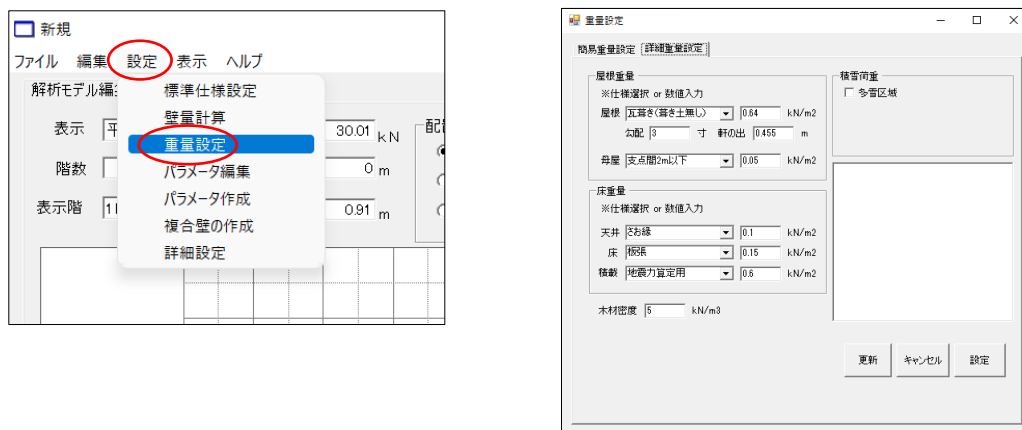 新規
ファイル 編集 設定 表示 ヘルプ
解析モデル編
標準仕様設定
壁量計算
重量設定
パラメータ編集
パラメータ作成
複合壁の作成
詳細設定
表示 平 30.01 kN
階数 0 m
表示階 1 0.91 m
重量設定
簡易重量設定 詳細重量設定
屋根重量
※仕様選択 or 数値入力
屋根 瓦葺き(葺き土無し) 0.64 kN/m2
勾配 3 寸 軒の出 0.455 m
母屋 支点間2m以下 0.05 kN/m2
床重量
※仕様選択 or 数値入力
天井 さお縁 0.1 kN/m2
床 板張 0.15 kN/m2
積載 地震力算定用 0.6 kN/m2
木材密度 5 kN/m3
積雪荷重
多雪区域
更新 キャンセル 設定